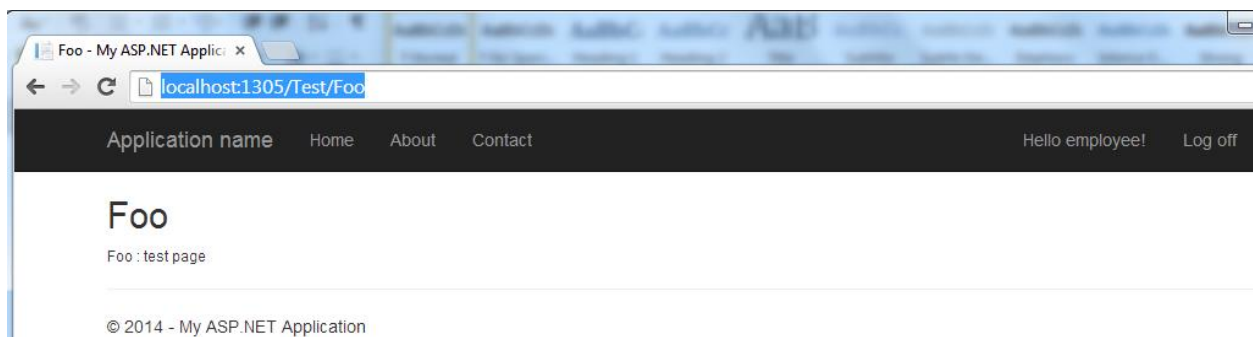 Foo - My ASP.NET Applic
localhost:1305/Test/Foo
Application name Home About Contact Hello employee! Log off
Foo
Foo : test page
© 2014 - My ASP.NET Application